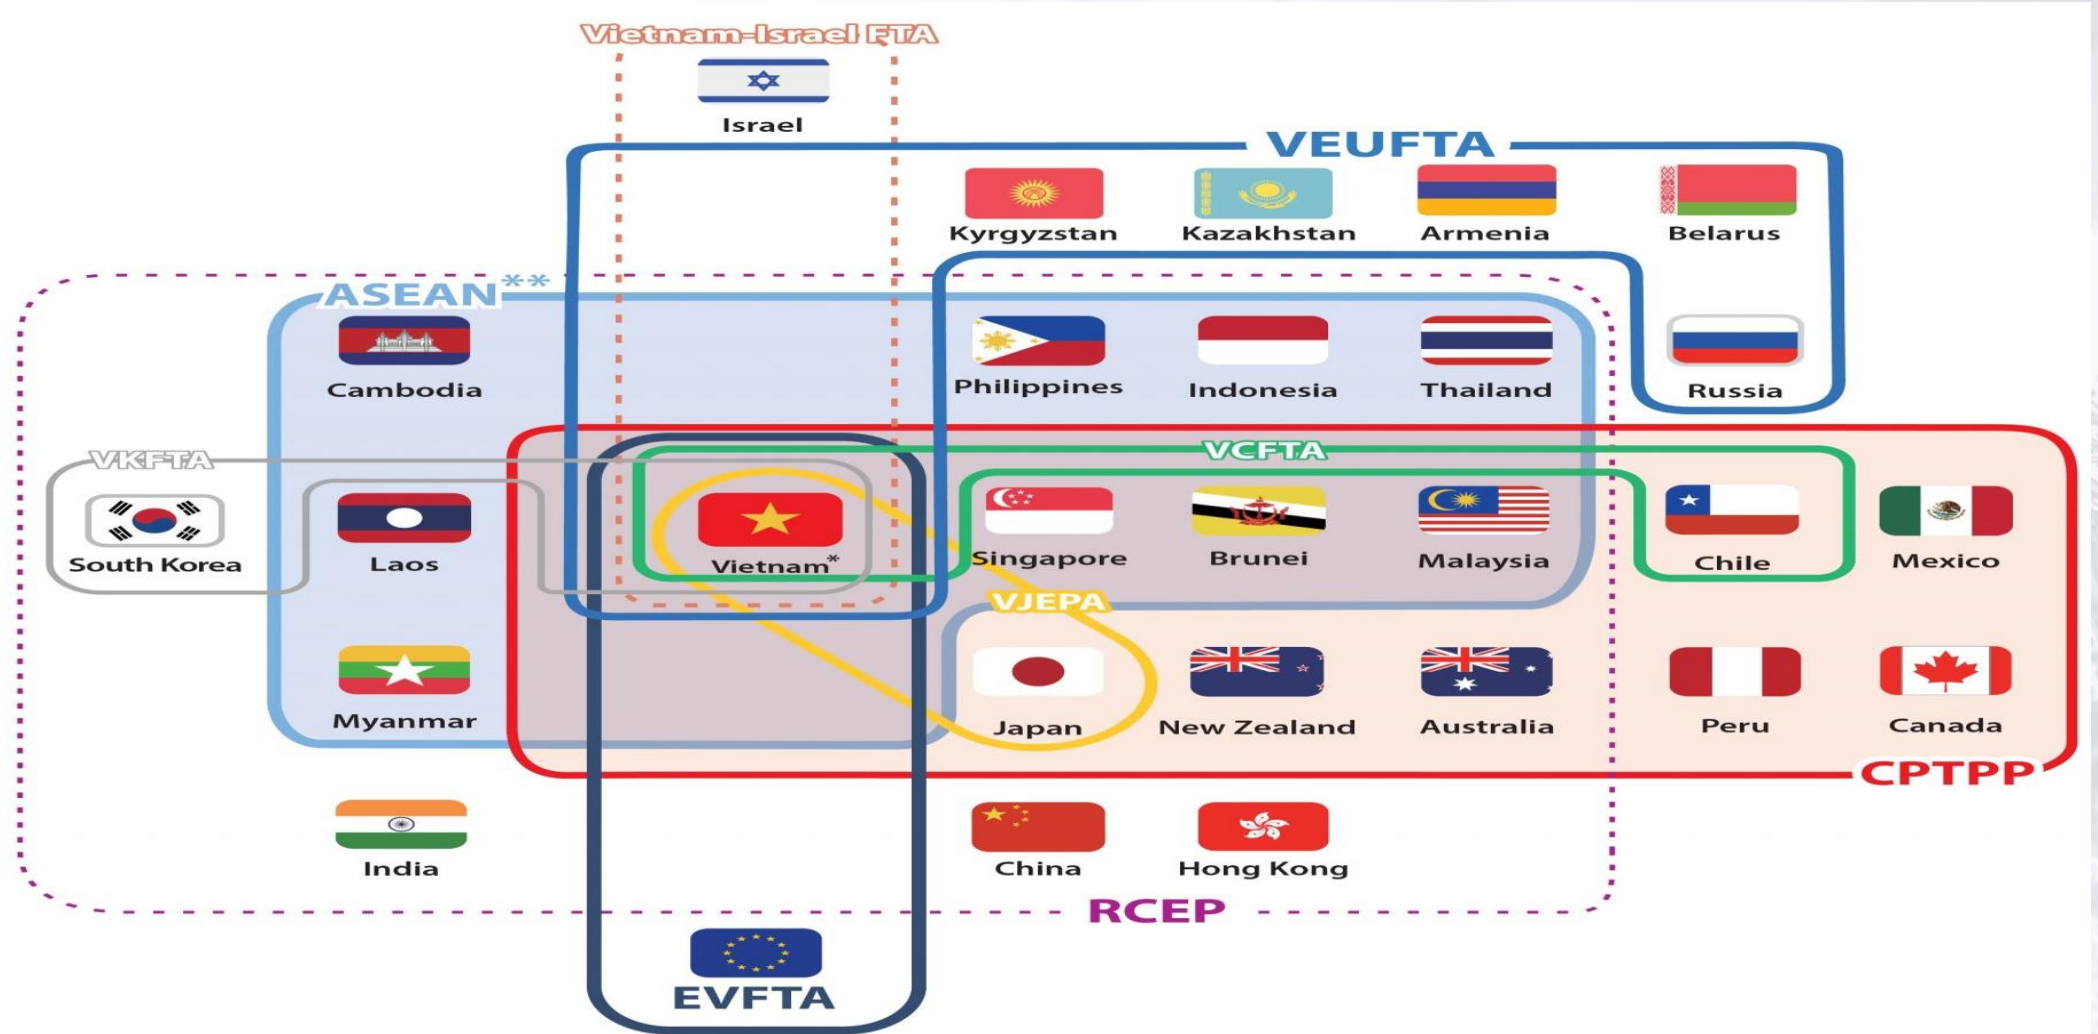 Vietnam-Israel FTA
Israel
VEUFTA
Kyrgyzstan
Kazakhstan
Armenia
Belarus
ASEAN**
Cambodia
Philippines
Indonesia
Thailand
Russia
VKFTA
VCFTA
South Korea
Laos
Vietnam*
Singapore
Brunei
Malaysia
Chile
Mexico
VJEPA
Myanmar
Japan
New Zealand
Australia
Peru
Canada
CPTPP
India
China
Hong Kong
RCEP
EVFTA